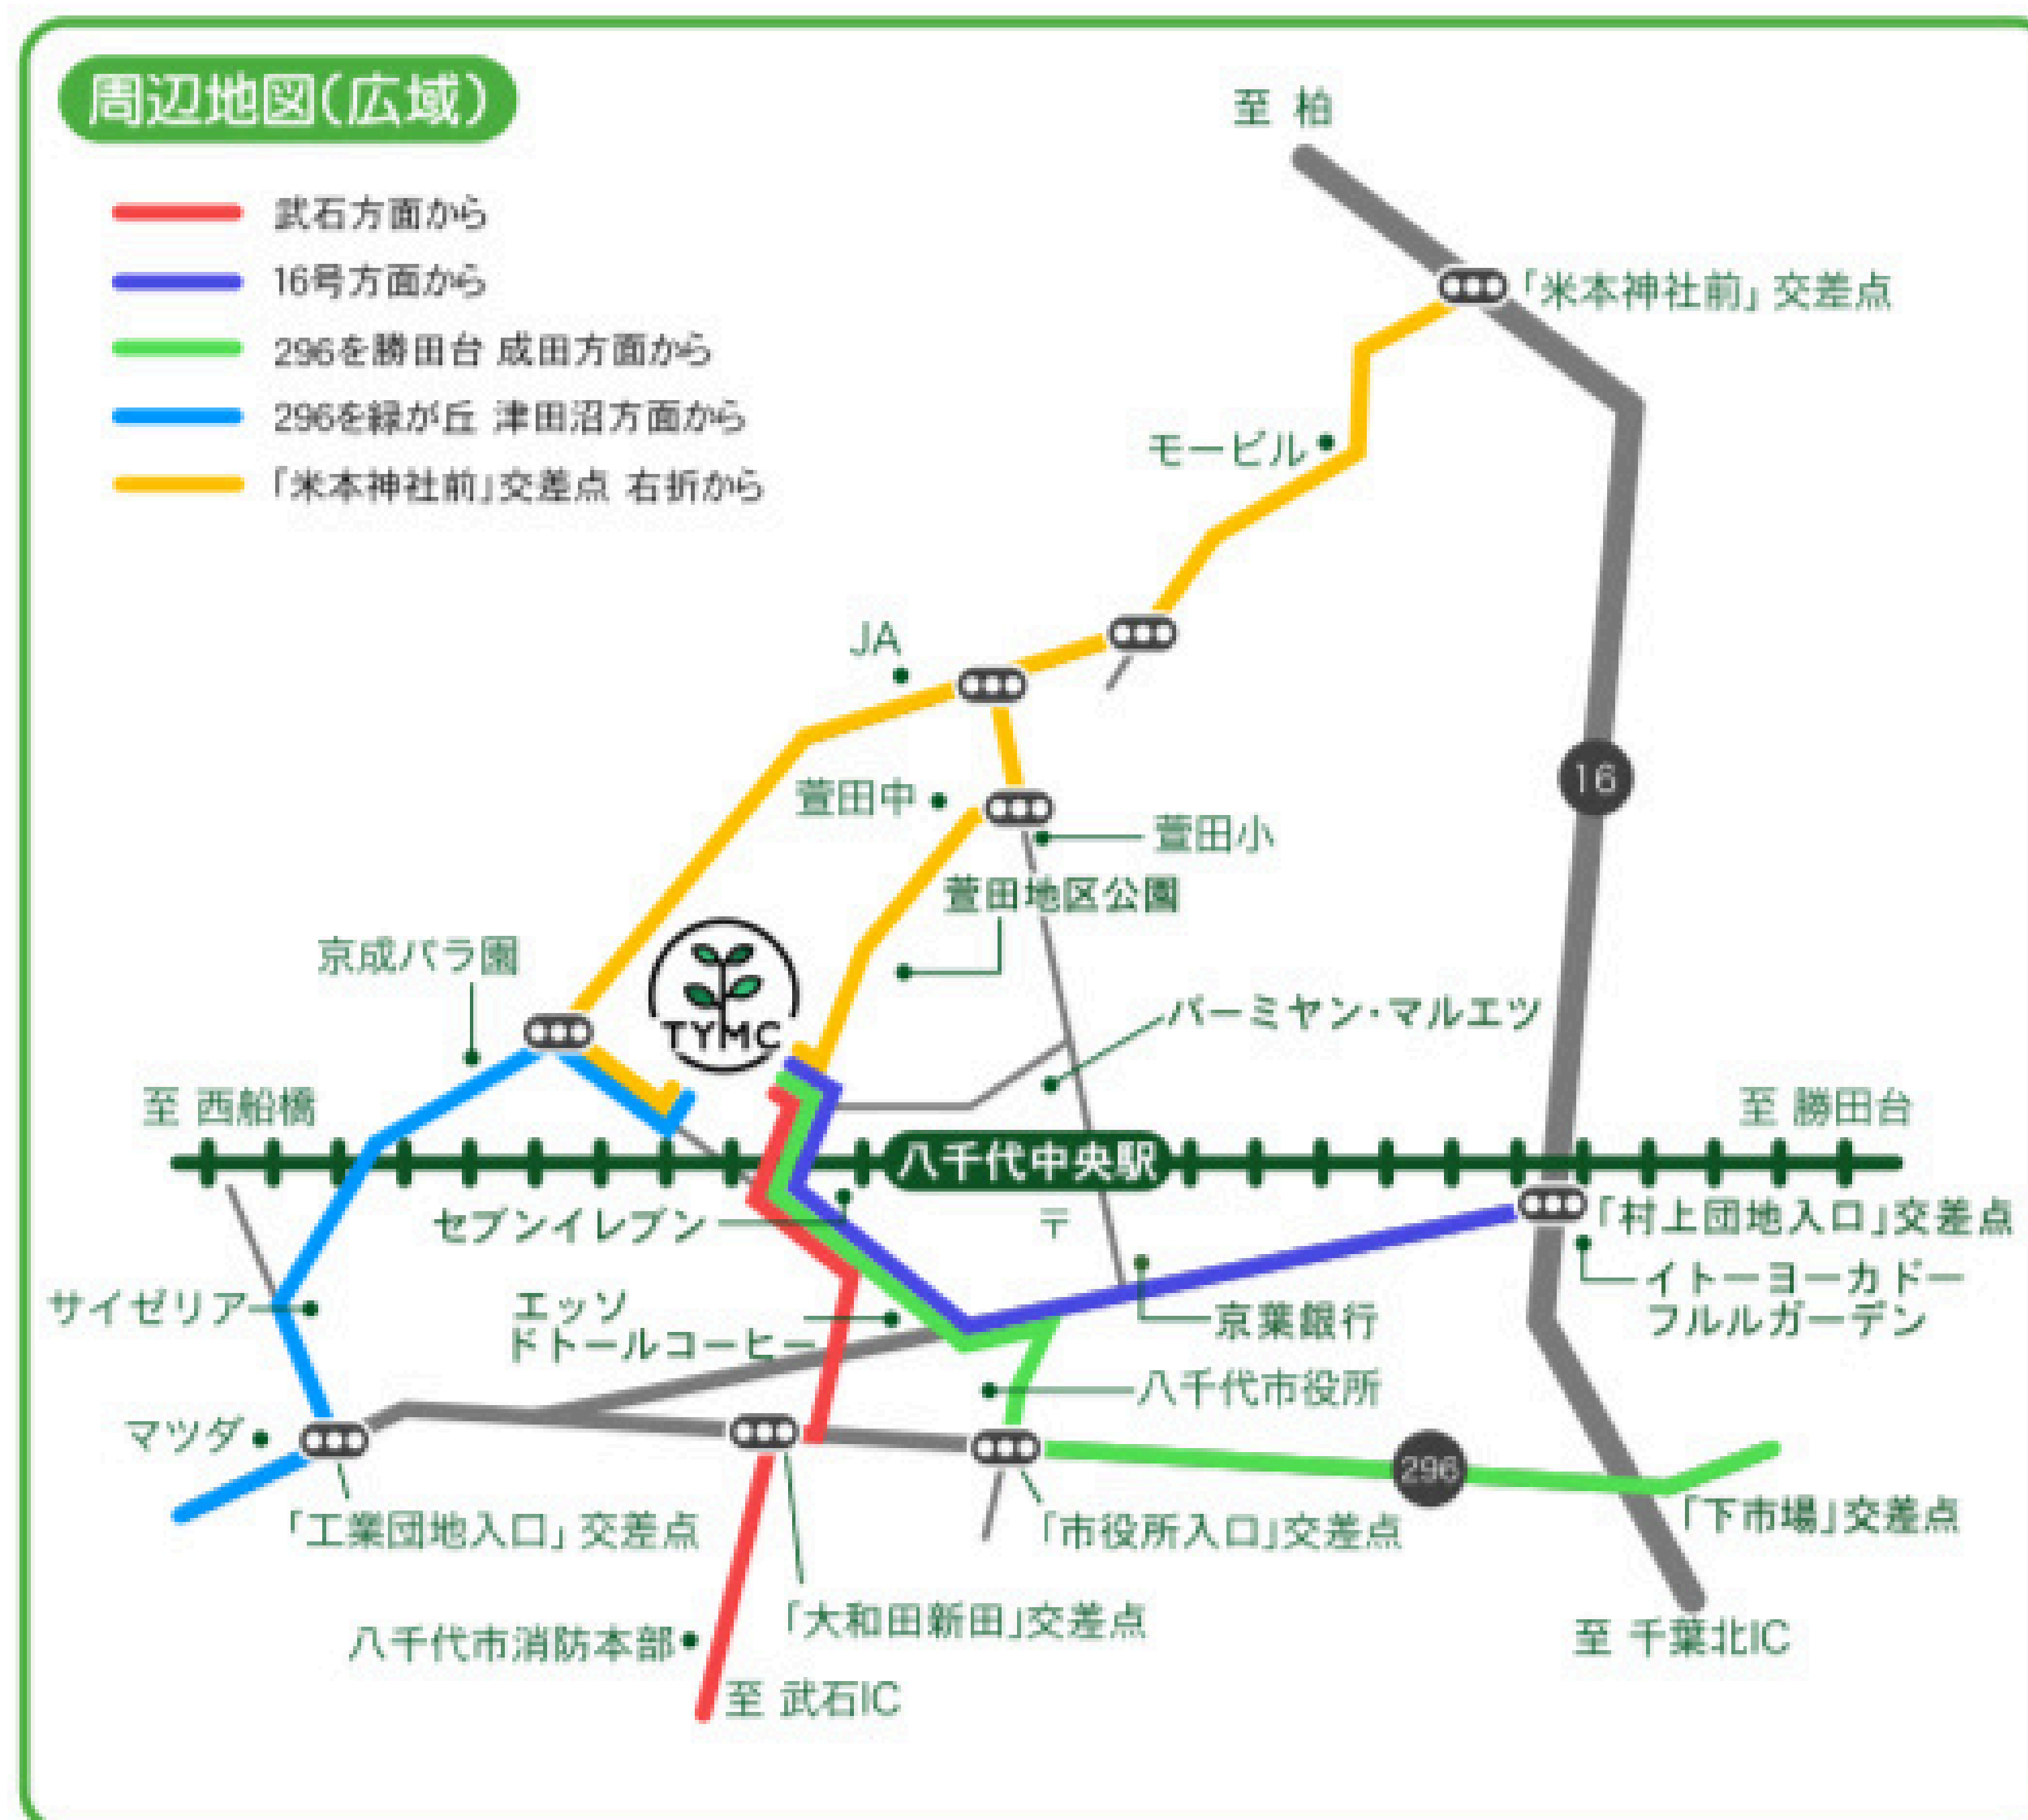 周辺地図(広域)
武石方面から
16号方面から
296を勝田台 成田方面から
296を緑が丘 津田沼方面から
「米本神社前」交差点 右折から
至 柏
「米本神社前」交差点
モービル
JA
16
萱田中
萱田小
萱田地区公園
京成バラ園
TYMC
バーミヤン・マルエツ
至 西船橋
至 勝田台
八千代中央駅
セブンイレブン
〒
「村上団地入口」交差点
サイゼリア
エッソ
ドトールコーヒー
京葉銀行
イトーヨーカドー
フルルガーデン
八千代市役所
マツダ
296
「工業団地入口」交差点
「市役所入口」交差点
「下市場」交差点
「大和田新田」交差点
八千代市消防本部
至 千葉北IC
至 武石IC